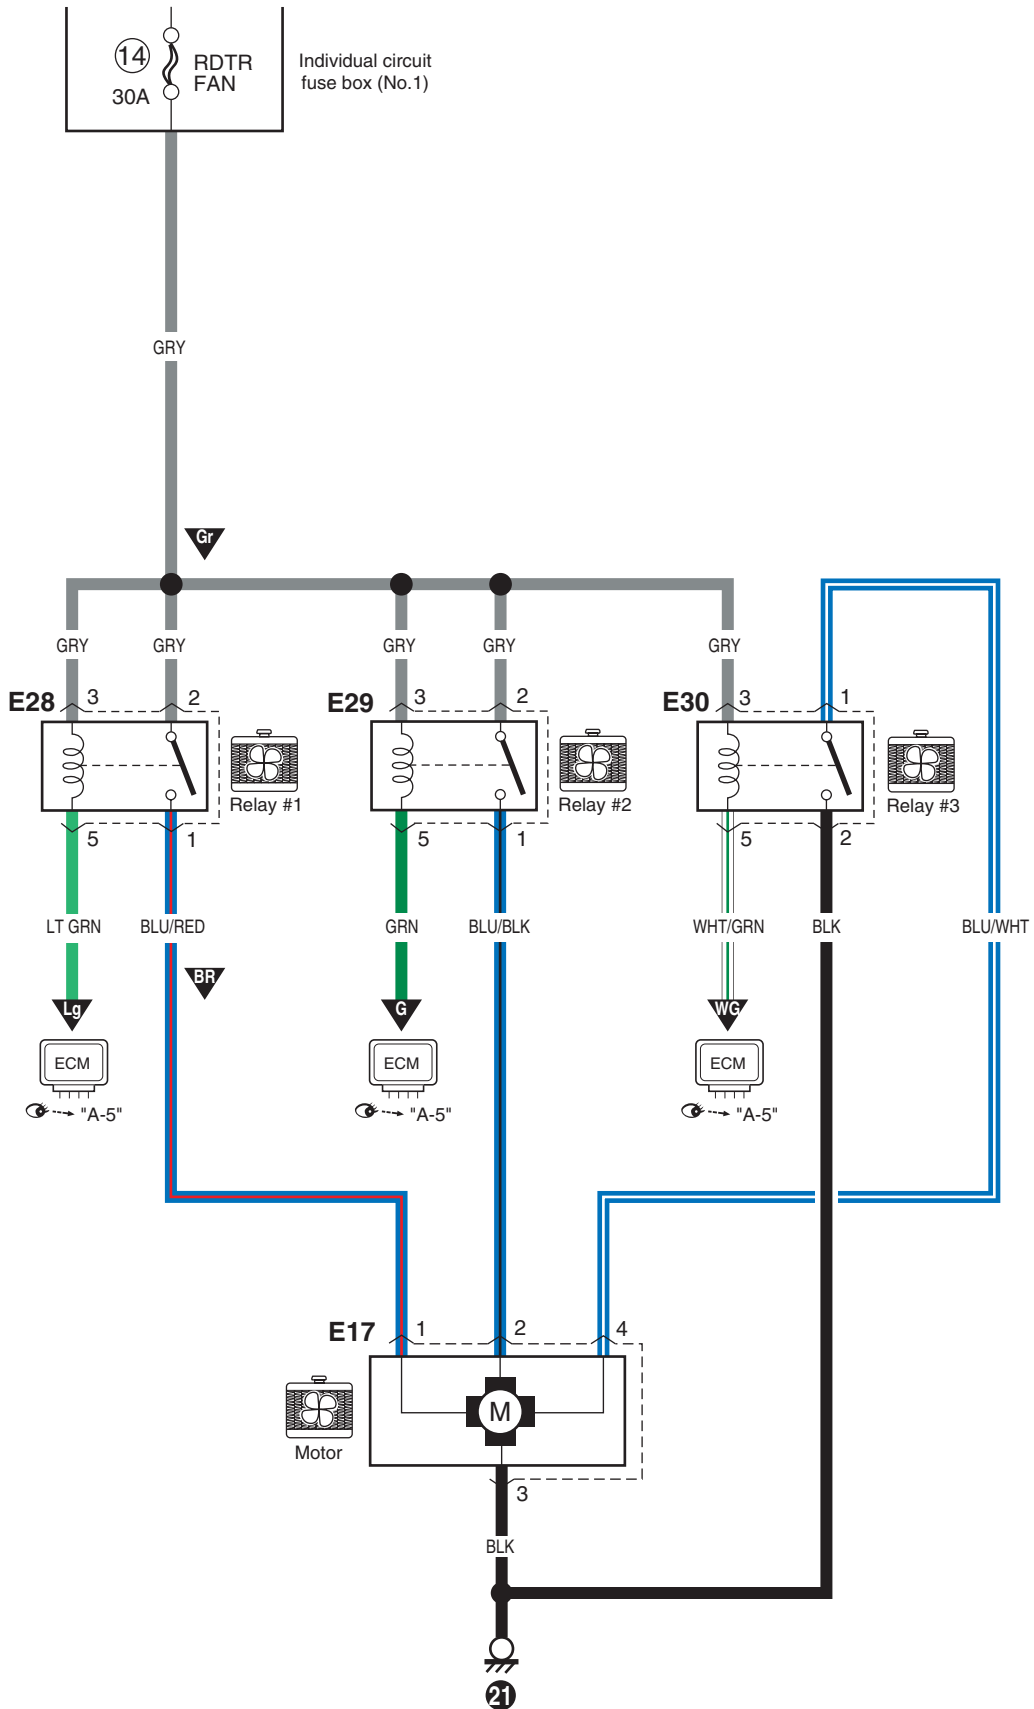 14
RDTR
FAN
30A
Individual circuit
fuse box (No.1)
GRY
Gr
GRY
GRY
GRY
GRY
GRY
E28
3
2
E29
3
2
E30
3
1
Relay #1
Relay #2
Relay #3
5
1
5
1
5
2
LT GRN
BLU/RED
GRN
BLU/BLK
WHT/GRN
BLK
BLU/WHT
BR
Lg
G
WG
ECM
ECM
ECM
"A-5"
"A-5"
"A-5"
E17
1
2
4
M
Motor
3
BLK
21